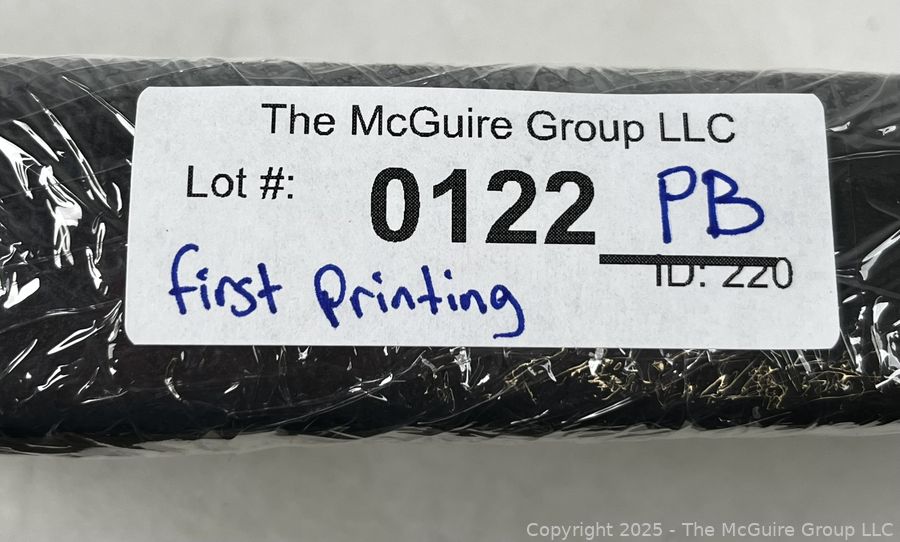 The McGuire Group LLC
Lot #: 0122 PB
ID: 220
first Printing
Copyright 2025 - The McGuire Group LLC